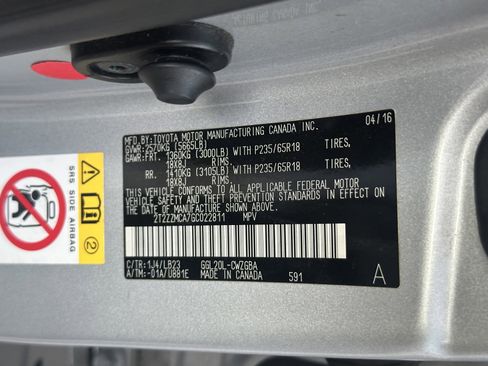 MFD.BY:TOYOTA MOTOR MANUFACTURING CANADA INC. 04/16
GVWR:2570KG (5665LB)
GAWR:FRT. 1360KG (3000LB) WITH P235/65R18 TIRES,
18X8J RIMS,
RR. 1410KG (3105LB) WITH P235/65R18 TIRES,
18X8J RIMS.
THIS VEHICLE CONFORMS TO ALL APPLICABLE FEDERAL MOTOR
VEHICLE SAFETY AND THEFT PREVENTION STANDARDS IN EFFECT ON
THE DATE OF MANUFACTURE SHOWN ABOVE.
2T2ZZMCA7GC022811 MPV
C/TR:1J4/LB23 GGL20L-CWZGBA
A/TM:-01A/U881E MADE IN CANADA 591 A
SRS SIDE AIRBAG
2